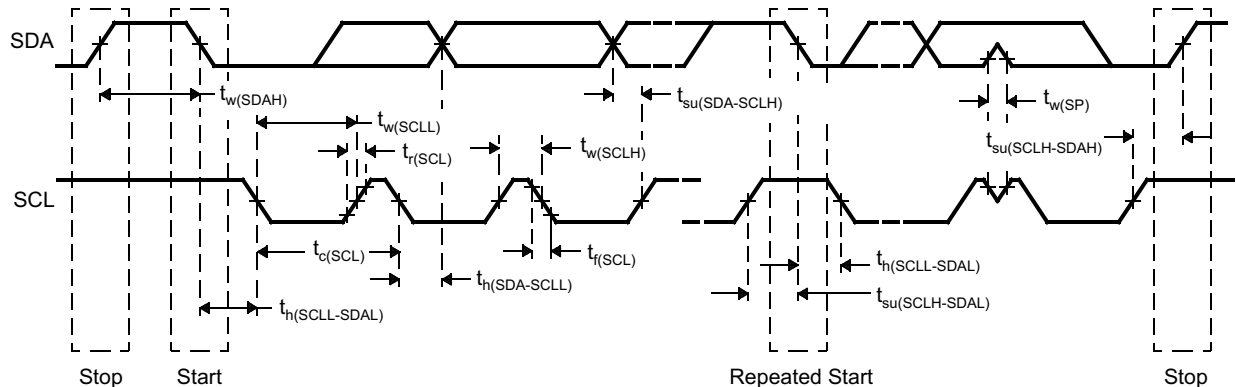 SDA
t_w(SDAH)
t_su(SDA-SCLH)
t_w(SP)
t_w(SCLL)
t_r(SCL)
t_w(SCLH)
t_su(SCLH-SDAH)
SCL
t_c(SCL)
t_f(SCL)
t_h(SDA-SCLL)
t_h(SCLL-SDAL)
t_h(SCLL-SDAL)
t_su(SCLH-SDAL)
Stop
Start
Repeated Start
Stop